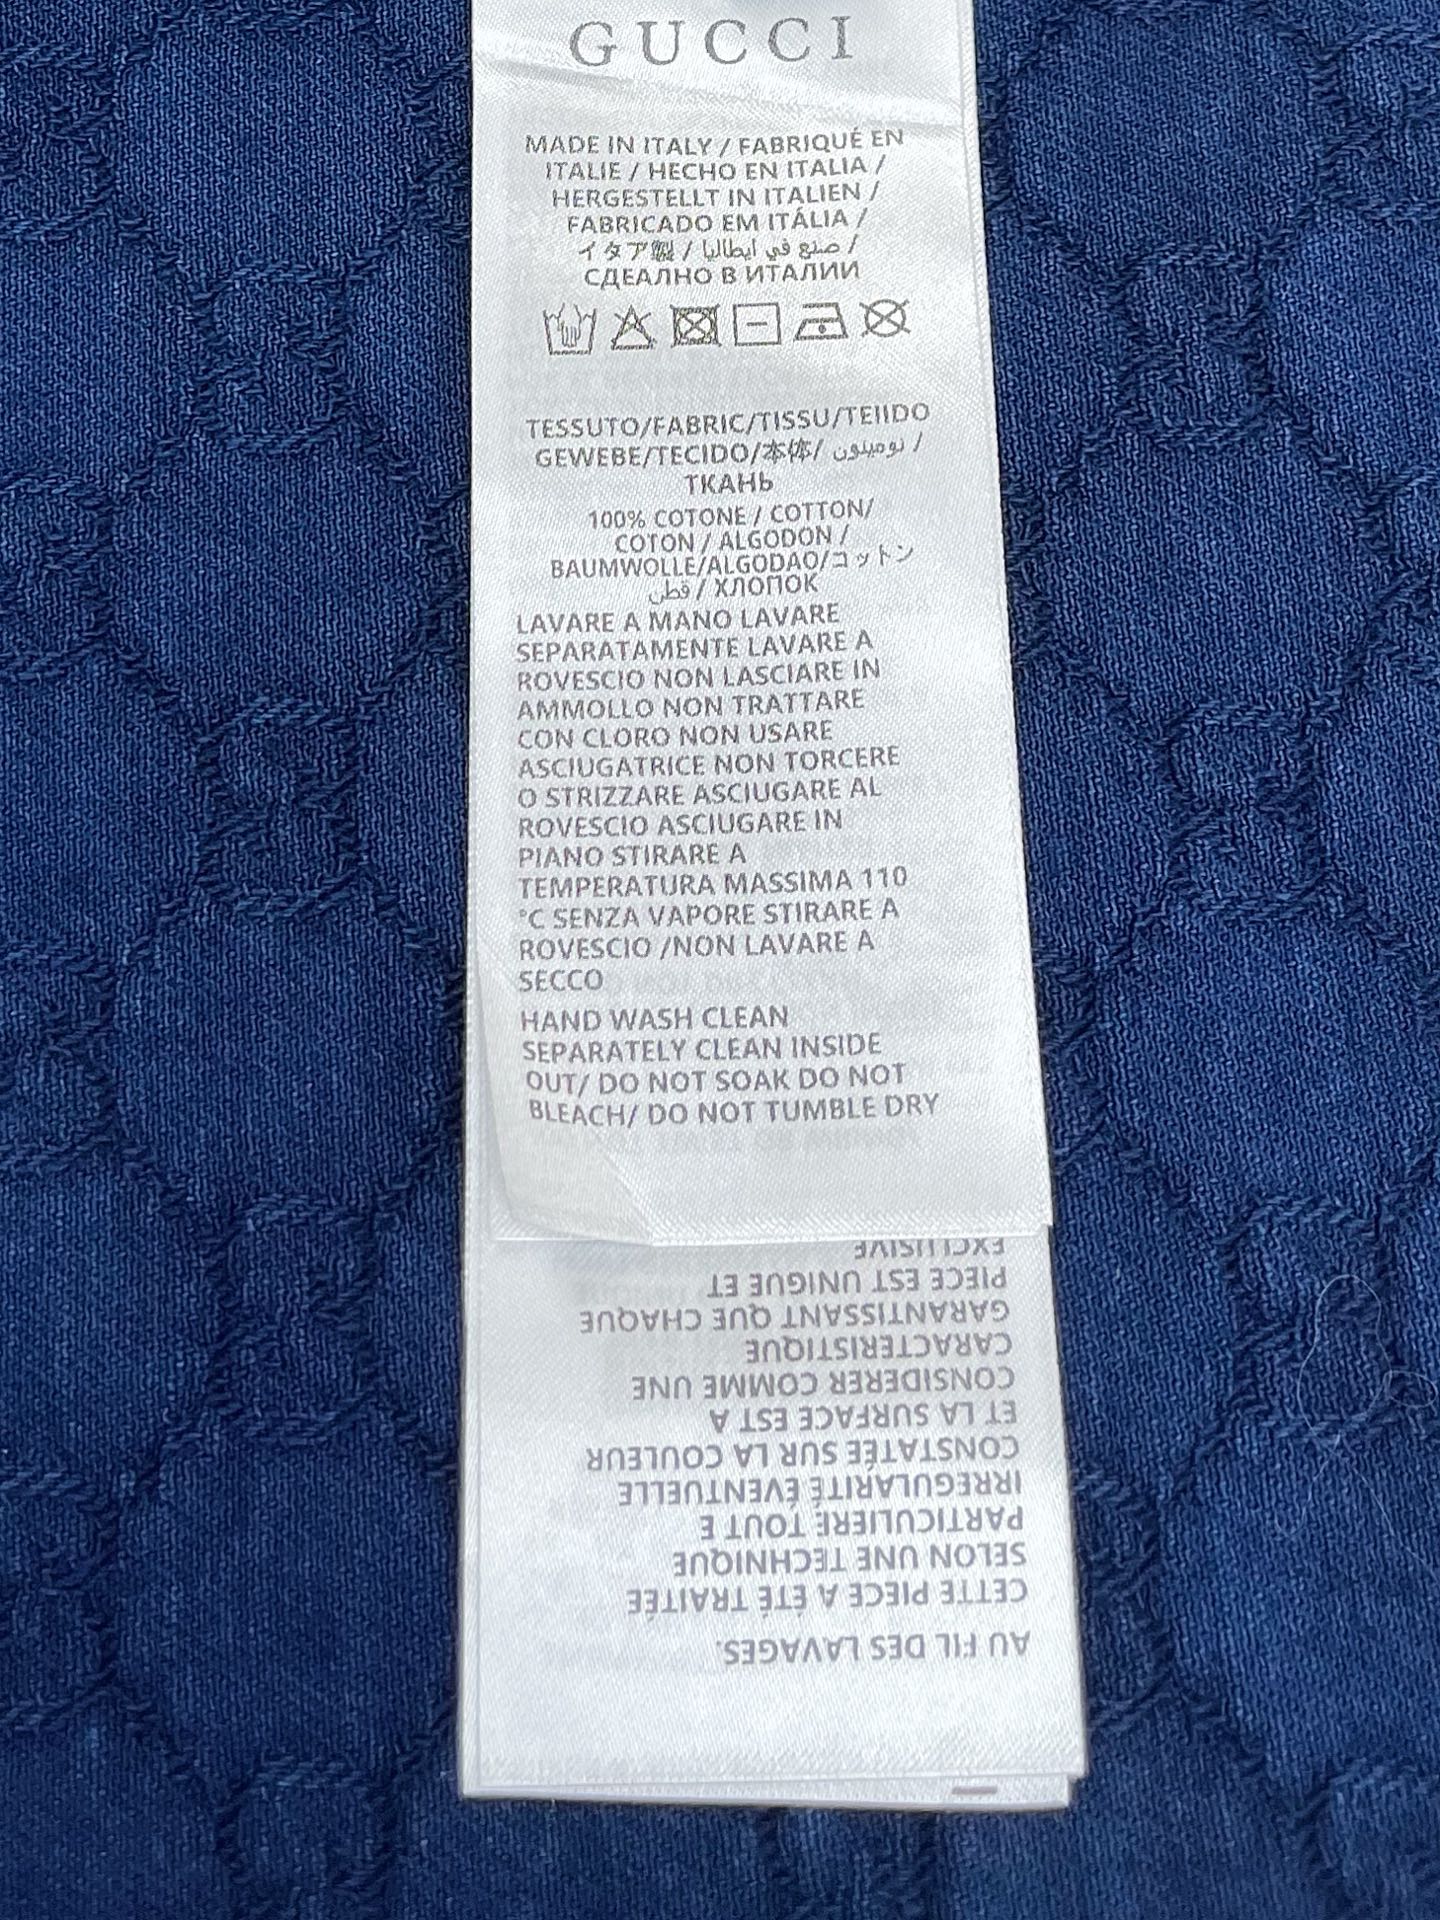 GUCCI
MADE IN ITALY / FABRIQUÉ EN
ITALIE / HECHO EN ITALIA /
HERGESTELLT IN ITALIEN /
FABRICADO EM ITÁLIA /
イタア製 / صنع في ايطاليا /
СДЕАЛНО В ИТАЛИИ
TESSUTO/FABRIC/TISSU/TEIIDO
GEWEBE/TECIDO/本体/ نوميلون /
ТКАНЬ
100% COTONE / COTTON/
COTON / ALGODON /
BAUMWOLLE/ALGODAO/コットン
قطن / ХЛОПОК
LAVARE A MANO LAVARE
SEPARATAMENTE LAVARE A
ROVESCIO NON LASCIARE IN
AMMOLLO NON TRATTARE
CON CLORO NON USARE
ASCIUGATRICE NON TORCERE
O STRIZZARE ASCIUGARE AL
ROVESCIO ASCIUGARE IN
PIANO STIRARE A
TEMPERATURA MASSIMA 110
°C SENZA VAPORE STIRARE A
ROVESCIO /NON LAVARE A
SECCO
HAND WASH CLEAN
SEPARATELY CLEAN INSIDE
OUT/ DO NOT SOAK DO NOT
BLEACH/ DO NOT TUMBLE DRY
AU FIL DES LAVAGES.
CETTE PIECE A ÉTÉ TRAITÉE
SELON UNE TECHNIQUE
PARTICULIERE TOUT E
IRREGULARITÉ ÉVENTUELLE
CONSTATÉE SUR LA COULEUR
ET LA SURFACE EST A
CONSIDERER COMME UNE
CARACTERISTIQUE
GARANTISSANT QUE CHAQUE
PIECE EST UNIQUE ET
EXCLUSIVE